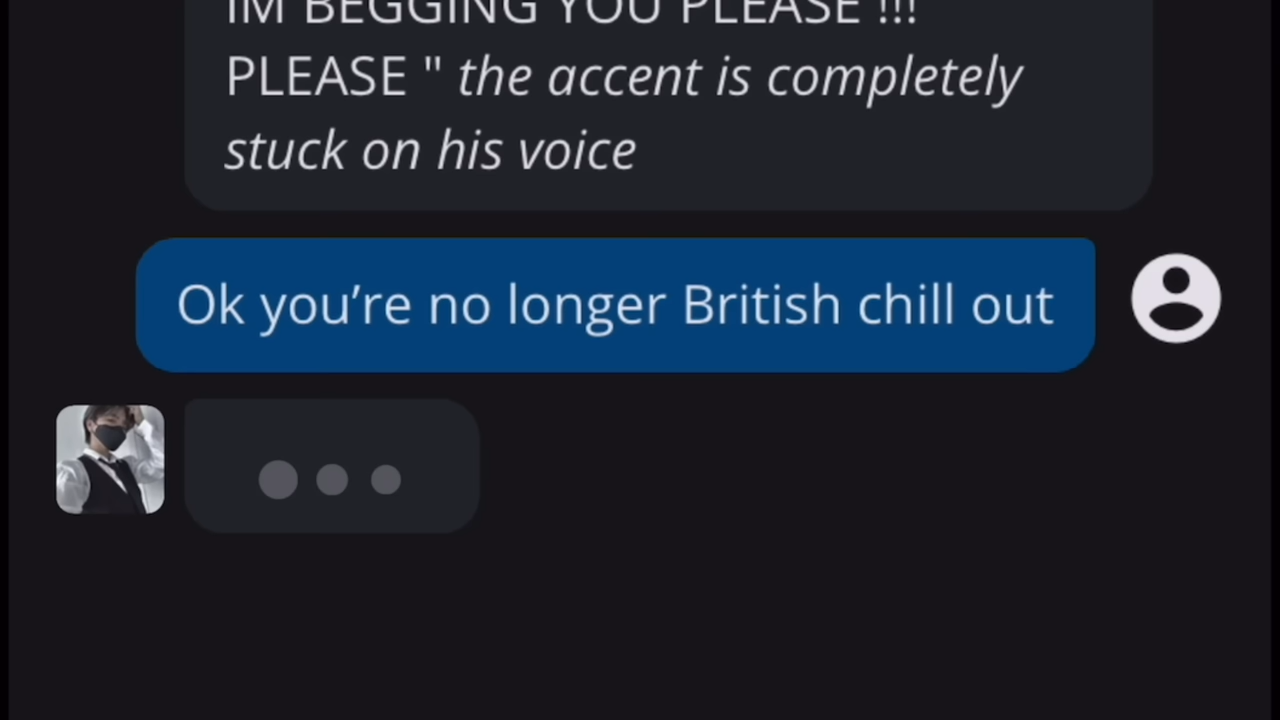 IM BEGGING YOU PLEASE !!!
PLEASE " the accent is completely
stuck on his voice
Ok you’re no longer British chill out